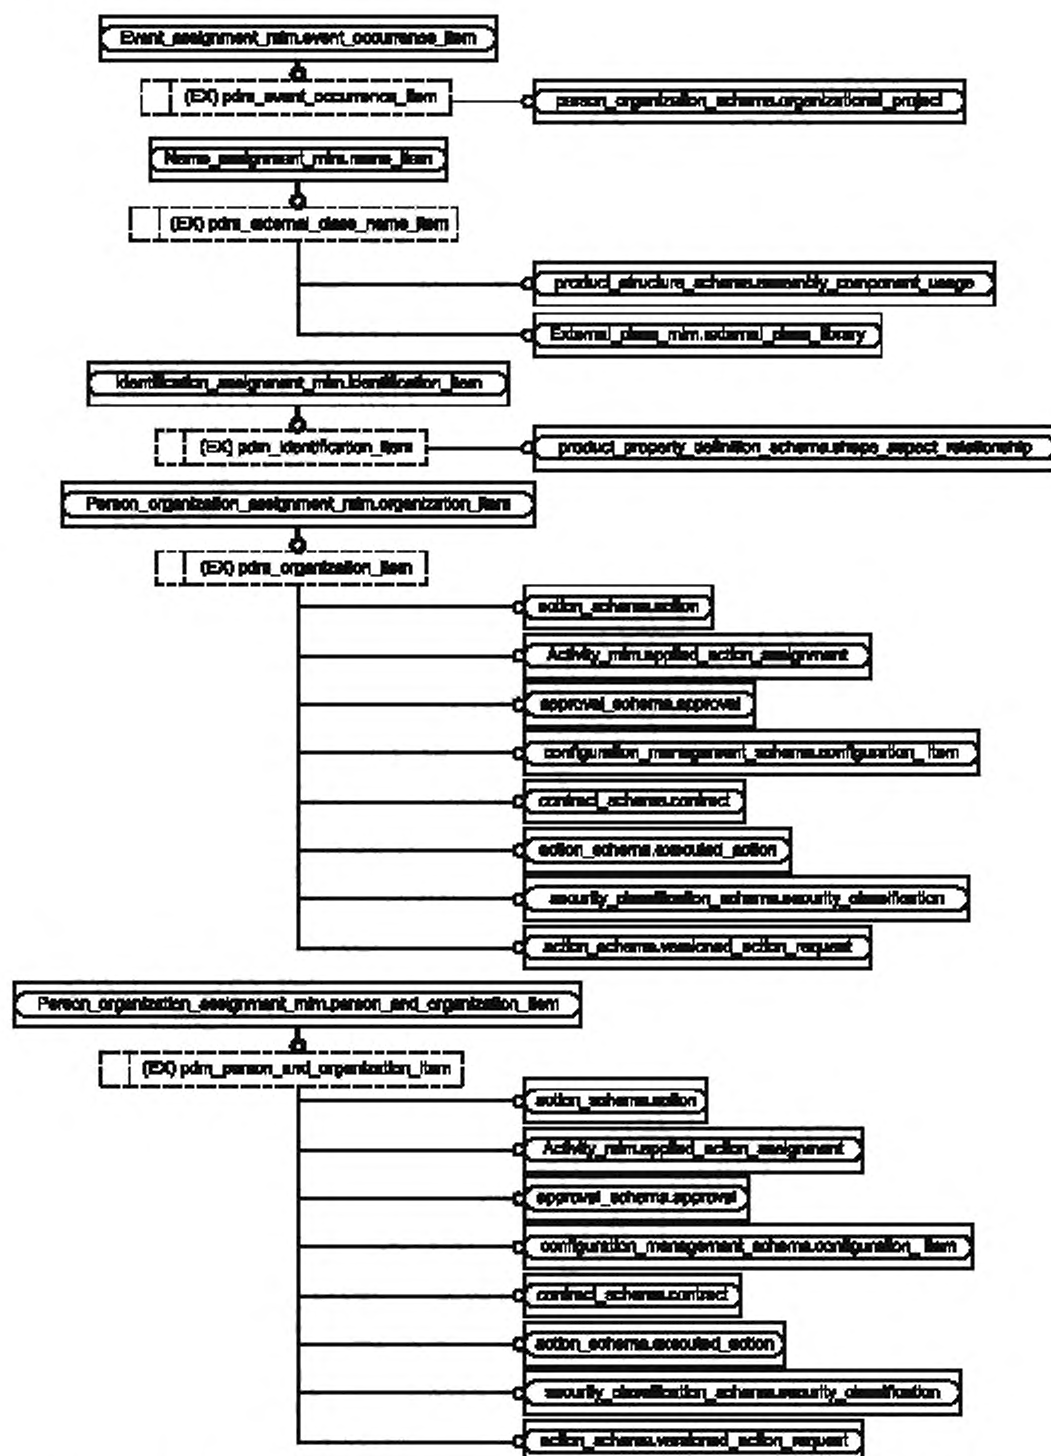 Event_assignment_mim.event_occurrence_item
(EX) pdm_event_occurrence_item
person_organization_schema.organizational_project
Name_assignment_mim.name_item
(EX) pdm_external_class_name_item
product_structure_schema.assembly_component_usage
External_class_mim.external_class_library
Identification_assignment_mim.identification_item
(EX) pdm_identification_item
product_property_definition_schema.shape_aspect_relationship
Person_organization_assignment_mim.organization_item
(EX) pdm_organization_item
action_schema.action
Activity_mim.applied_action_assignment
approval_schema.approval
configuration_management_schema.configuration_item
contract_schema.contract
action_schema.executed_action
security_classification_schema.security_classification
action_schema.versioned_action_request
Person_organization_assignment_mim.person_and_organization_item
(EX) pdm_person_and_organization_item
action_schema.action
Activity_mim.applied_action_assignment
approval_schema.approval
configuration_management_schema.configuration_item
contract_schema.contract
action_schema.executed_action
security_classification_schema.security_classification
action_schema.versioned_action_request